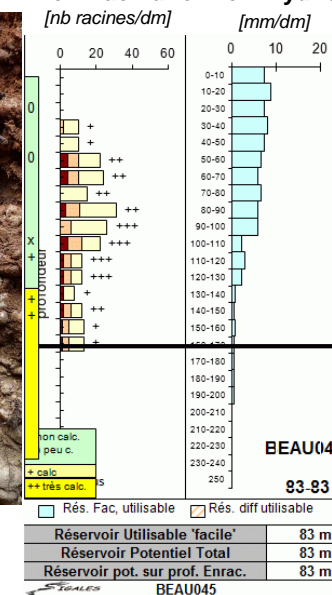 [nb racines/dm]
[mm/dm]
0 20 40 60
0 10 20
0-10
10-20
20-30
30-40
40-50
50-60
60-70
70-80
80-90
90-100
100-110
110-120
120-130
130-140
140-150
150-160
170-180
180-190
190-200
200-210
210-220
220-230
230-240
250
0
+
+
0
++
++
++
++
+++
x
+++
+
+++
+++
profondeur
+
+
+
++
+
+
non calc.
peu c.
+ calc
++ très calc.
BEAU04
83-83
Rés. Fac, utilisable
Rés. diff utilisable
Réservoir Utilisable 'facile' 83 m
Réservoir Potentiel Total 83 m
Réservoir pot. sur prof. Enrac. 83 m
SIGALES
BEAU045